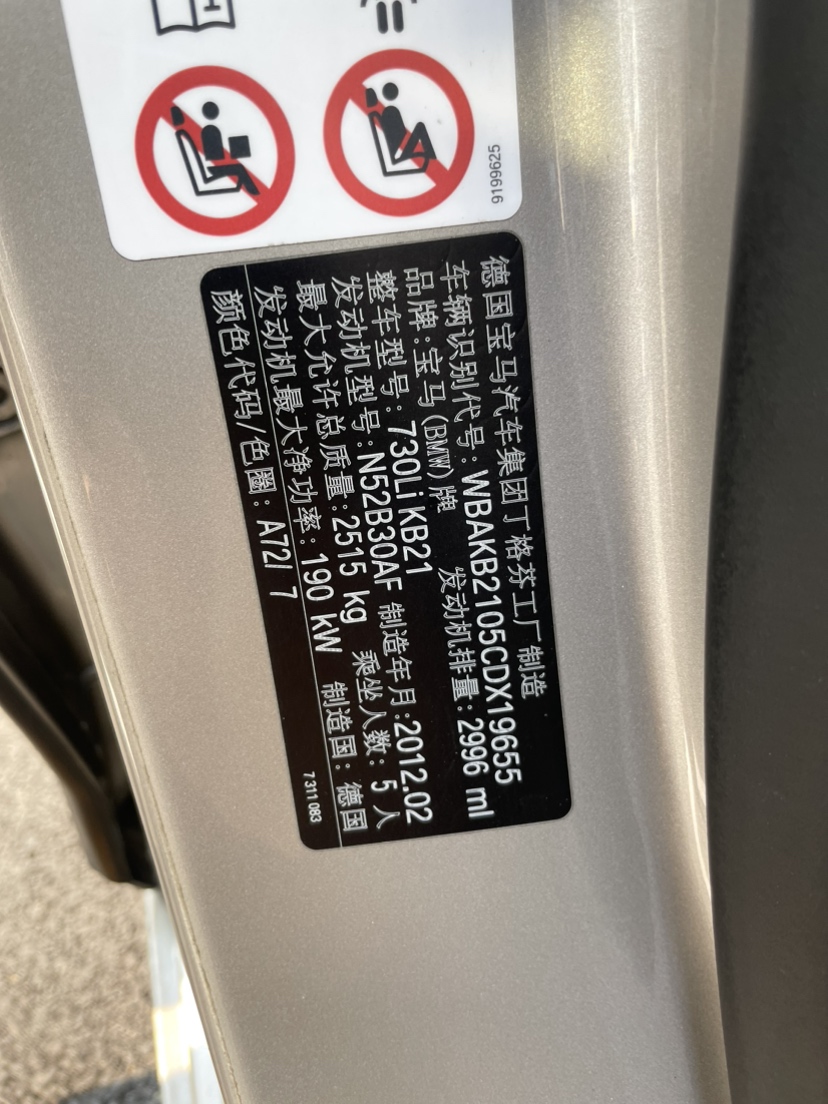 9199625
德国宝马汽车集团丁格芬工厂 制造
车辆识别代号:WBAKB2105CDX19655
品牌:宝马(BMW)牌 发动机排量:2996 ml
整车型号:730Li KB21
发动机型号:N52B30AF 制造年月:2012.02
最大允许总质量:2515 kg 乘坐人数: 5 人
发动机最大净功率: 190 kW 制造国: 德国
颜色代码/色圈: A72/ 7
7 311 083